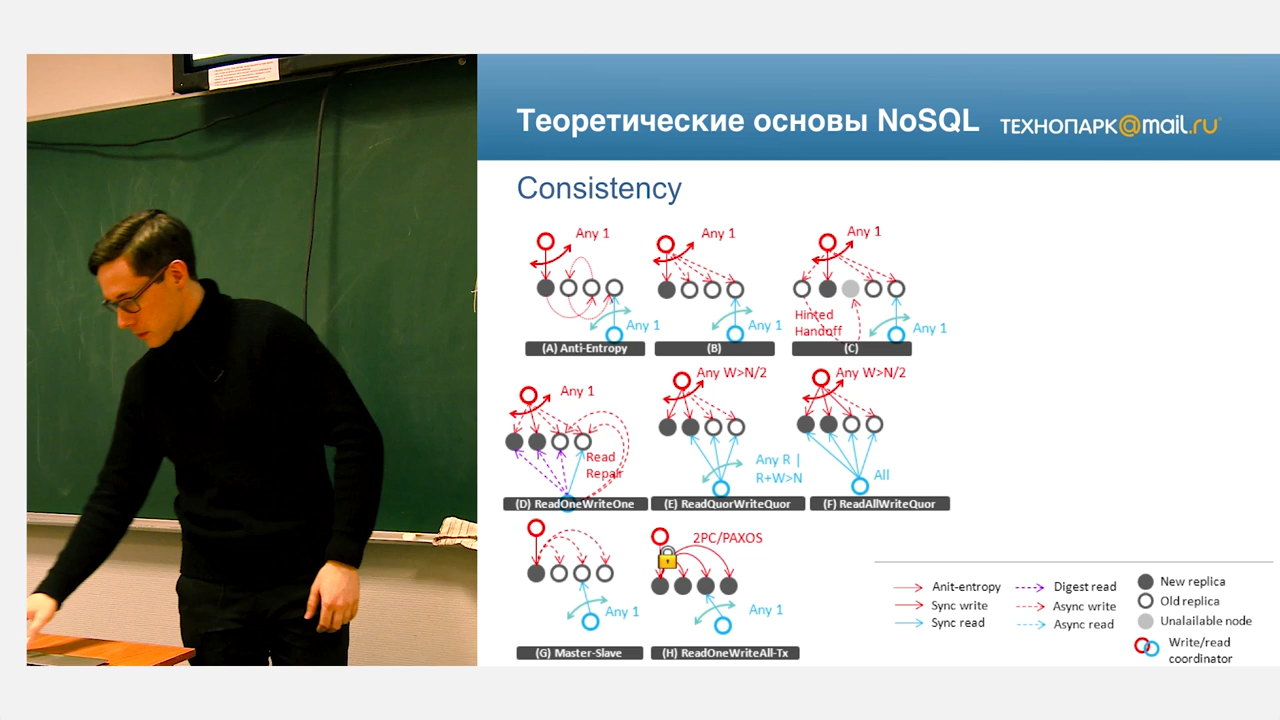 Теоретические основы NoSQL
ТЕХНОПАРК@mail.ru
Consistency
Any 1
Any 1
(A) Anti-Entropy
Any 1
Any 1
(B)
Any 1
Hinted
Handoff
Any 1
(C)
Any 1
Read
Repair
(D) ReadOneWriteOne
Any W>N/2
Any R |
R+W>N
(E) ReadQuorWriteQuor
Any W>N/2
All
(F) ReadAllWriteQuor
Any 1
(G) Master-Slave
2PC/PAXOS
Any 1
(H) ReadOneWriteAll-Tx
Anit-entropy
Sync write
Sync read
Digest read
Async write
Async read
New replica
Old replica
Unalailable node
Write/read
coordinator